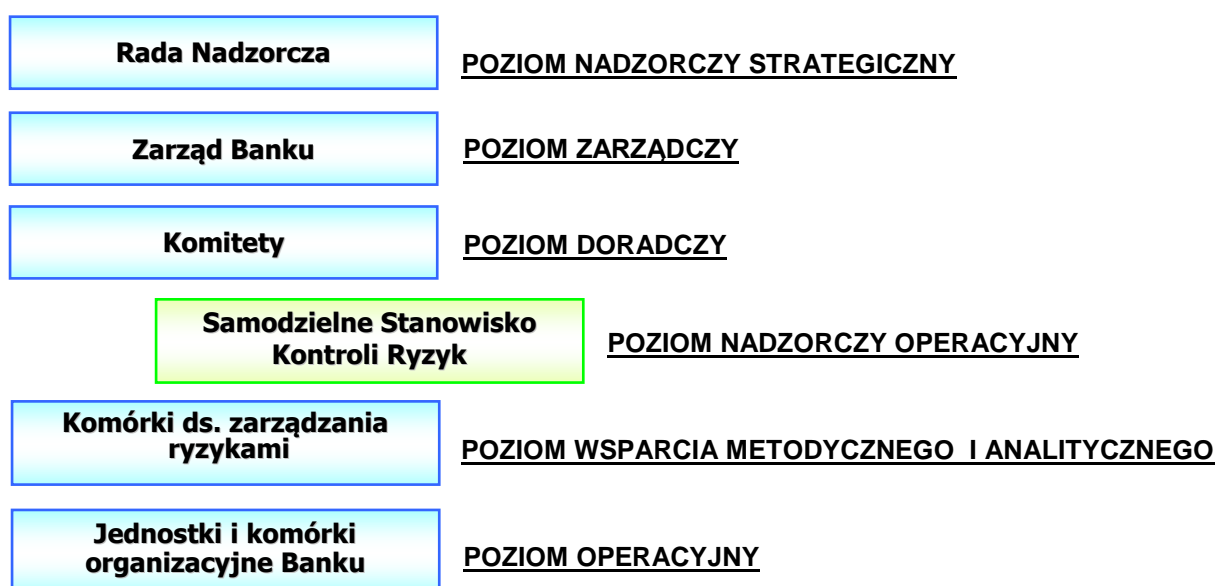 Rada Nadzorcza
POZIOM NADZORCZY STRATEGICZNY
Zarząd Banku
POZIOM ZARZĄDCZY
Komitety
POZIOM DORADCZY
Samodzielne Stanowisko
Kontroli Ryzyk
POZIOM NADZORCZY OPERACYJNY
Komórki ds. zarządzania
ryzykami
POZIOM WSPARCIA METODYCZNEGO I ANALITYCZNEGO
Jednostki i komórki
organizacyjne Banku
POZIOM OPERACYJNY